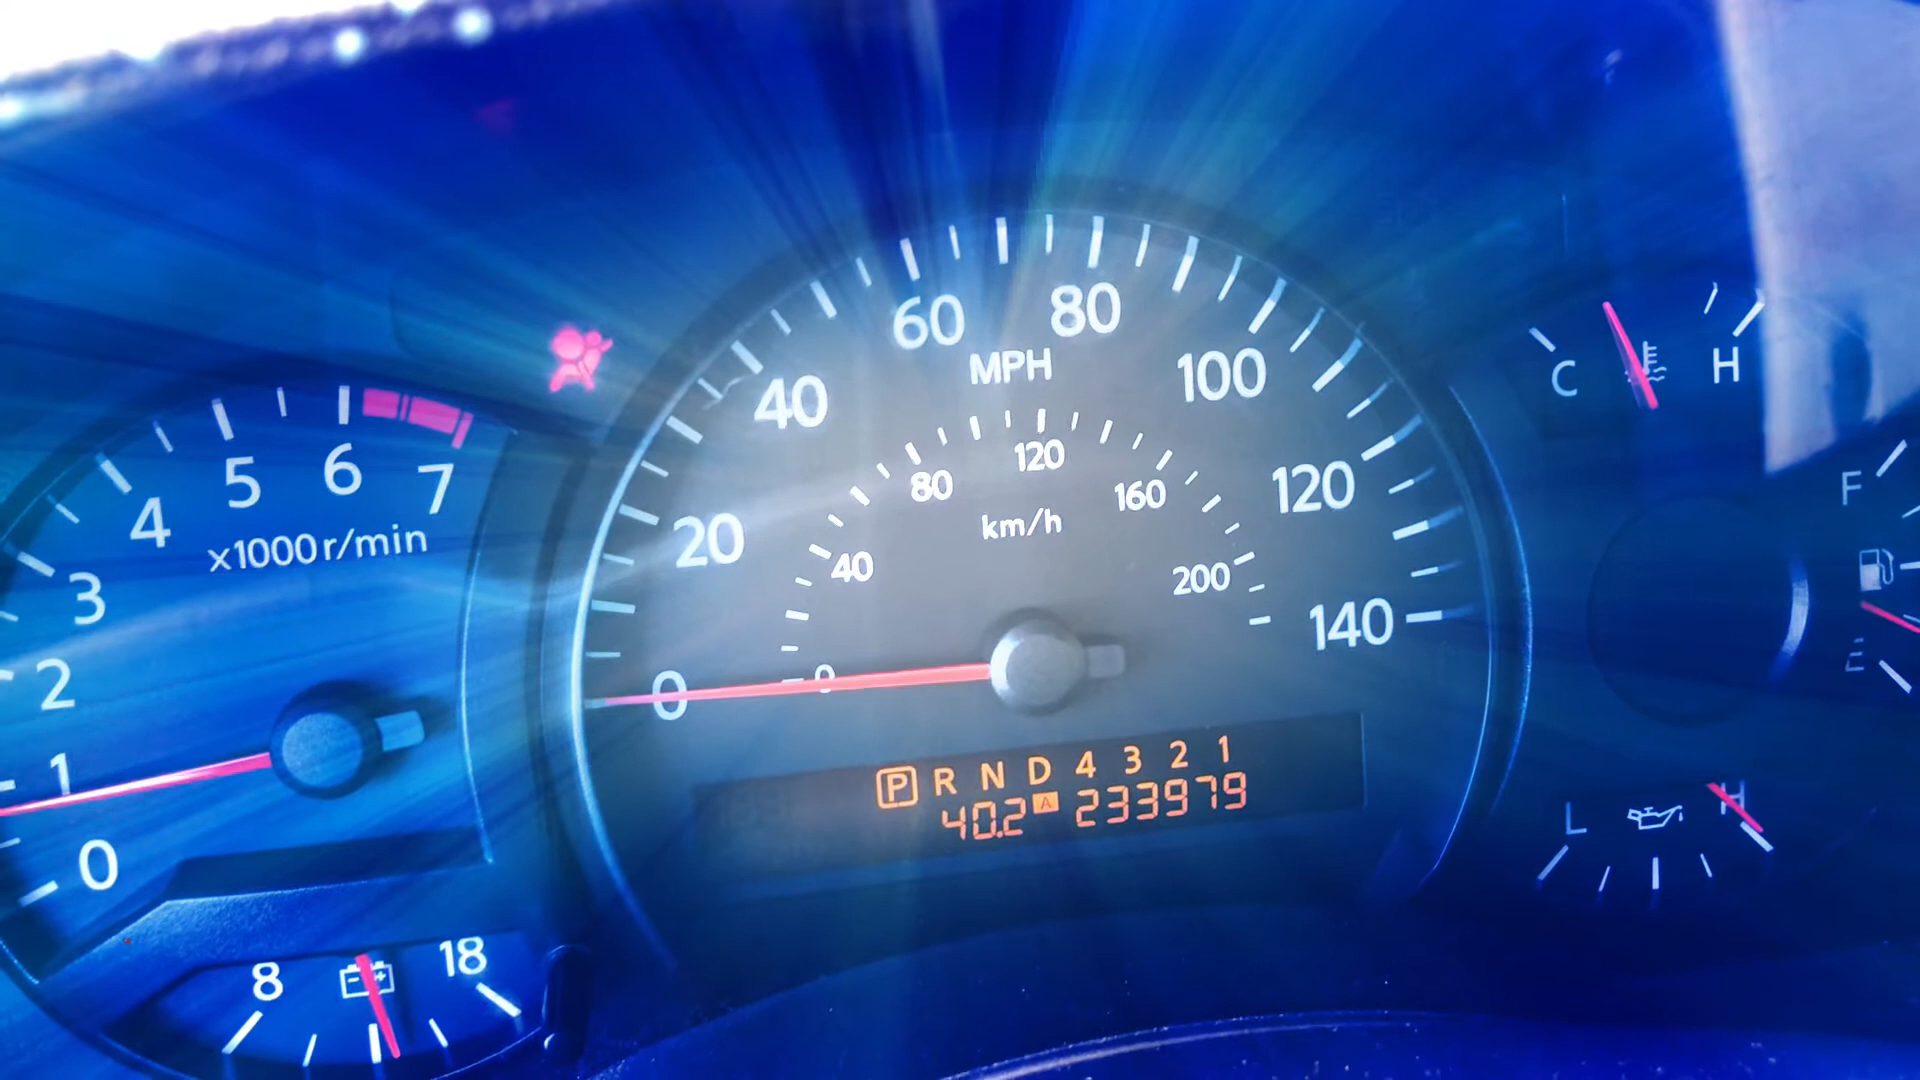 60 80
MPH
40 100
20 120
0 140
120
80 160
km/h
40 200
0
5 6 7
4
x1000 r/min
3
2
1
0
C H
F
E
P R N D 4 3 2 1
40.2 A 233979
L H
8 18